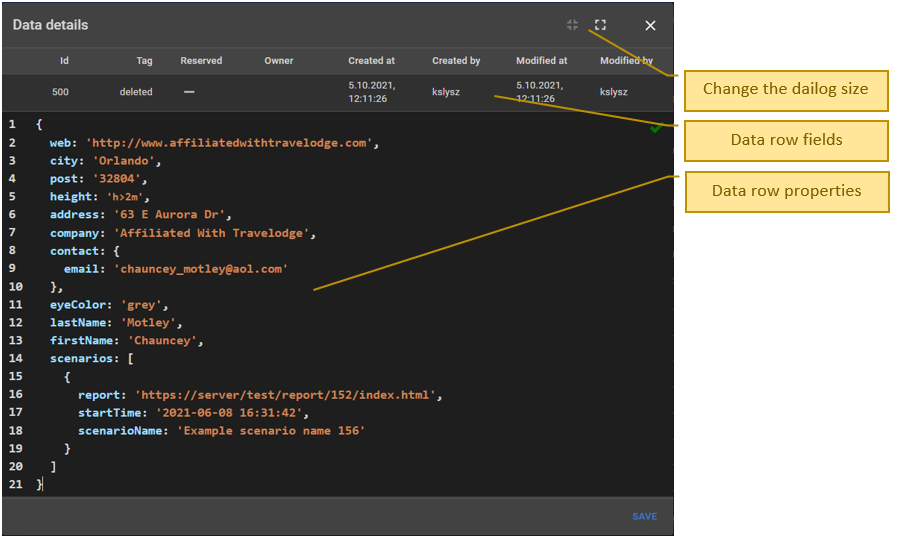 Data details
Id Tag Reserved Owner Created at Created by Modified at Modified by
500 deleted — 5.10.2021, 12:11:26 kslysz 5.10.2021, 12:11:26 kslysz
Change the dailog size
Data row fields
Data row properties
1 {
2 web: 'http://www.affiliatedwithtravelodge.com',
3 city: 'Orlando',
4 post: '32804',
5 height: 'h>2m',
6 address: '63 E Aurora Dr',
7 company: 'Affiliated With Travelodge',
8 contact: {
9 email: 'chauncey_motley@aol.com'
10 },
11 eyeColor: 'grey',
12 lastName: 'Motley',
13 firstName: 'Chauncey',
14 scenarios: [
15 {
16 report: 'https://server/test/report/152/index.html',
17 startTime: '2021-06-08 16:31:42',
18 scenarioName: 'Example scenario name 156'
19 }
20 ]
21 }
SAVE